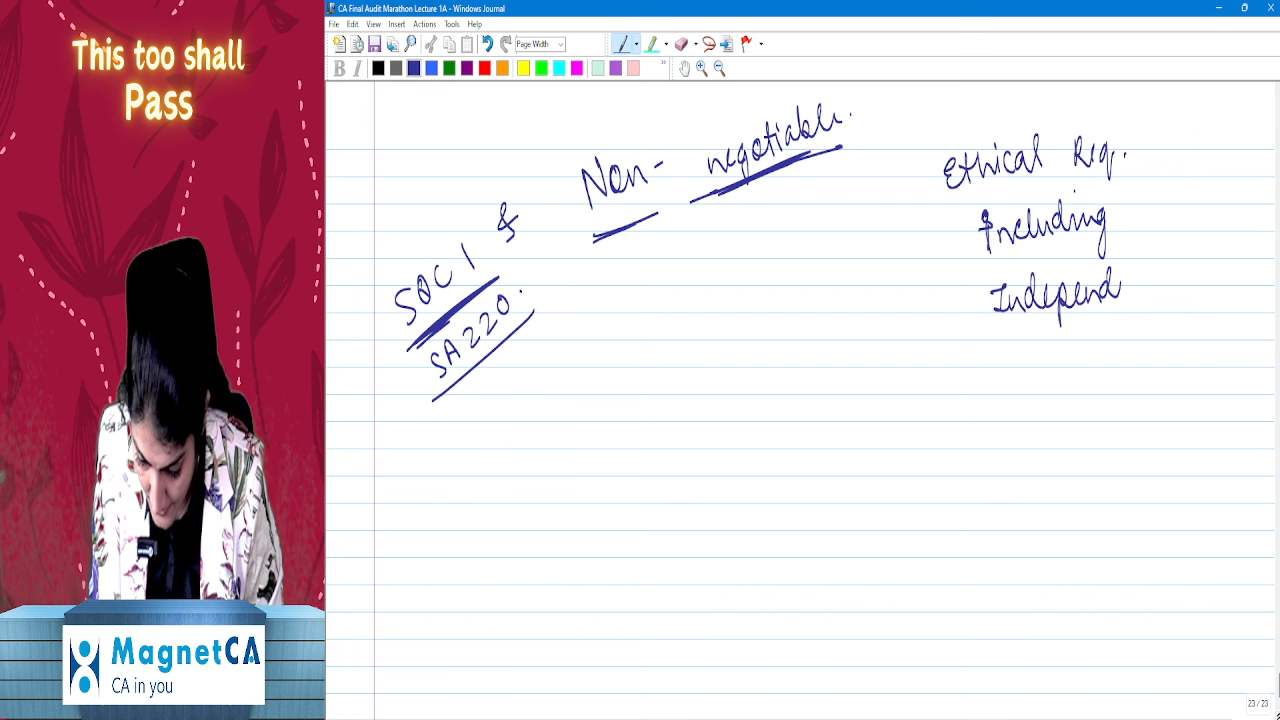 This too shall
Pass
CA Final Audit Marathon Lecture 1A - Windows Journal
File Edit View Insert Actions Tools Help
Page Width
B I
Non- negotiable.
SQC 1 &
SA 220.
Ethical Req.
Including
Independ
MagnetCA
CA in you
23 / 23